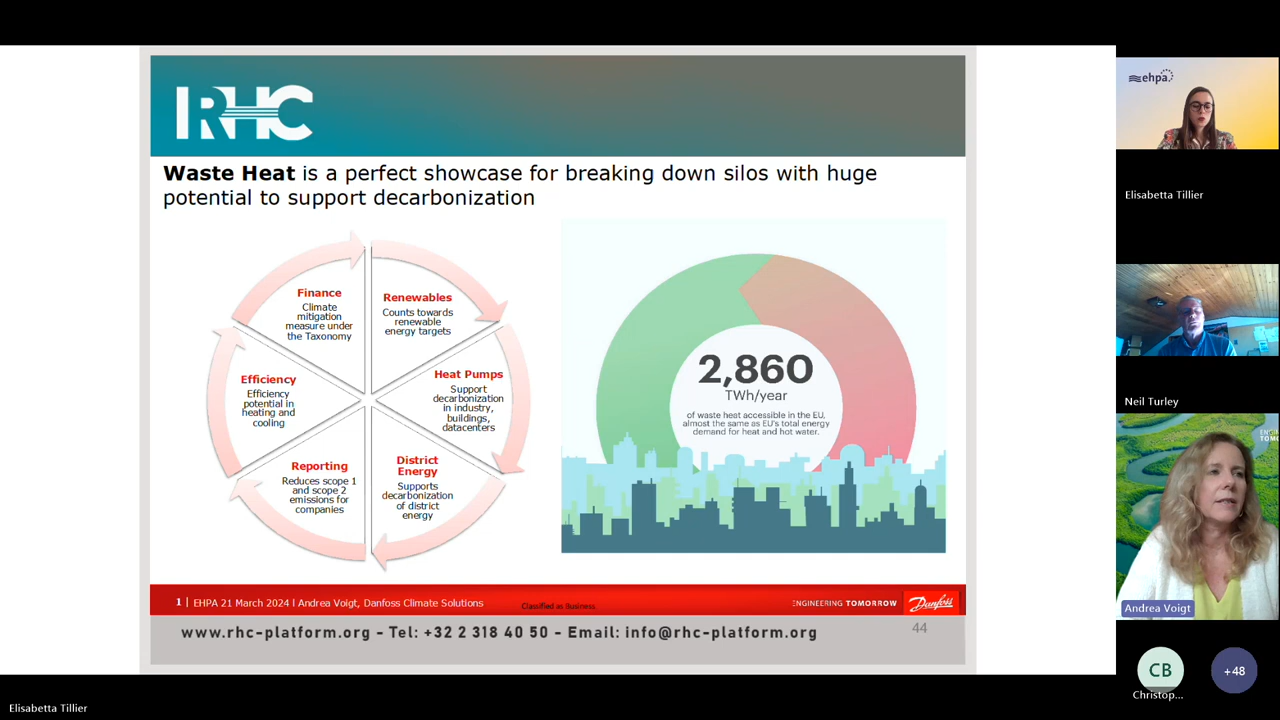 RHC
Waste Heat is a perfect showcase for breaking down silos with huge
potential to support decarbonization
Finance
Climate
mitigation
measure under
the Taxonomy
Renewables
Counts towards
renewable
energy targets
Heat Pumps
Support
decarbonization
in industry,
buildings,
datacenters
District
Energy
Supports
decarbonization
of district
energy
Reporting
Reduces scope 1
and scope 2
emissions for
companies
Efficiency
Efficiency
potential in
heating and
cooling
2,860
TWh/year
of waste heat accessible in the EU,
almost the same as EU's total energy
demand for heat and hot water.
1 | EHPA 21 March 2024 l Andrea Voigt, Danfoss Climate Solutions
Classified as Business
ENGINEERING TOMORROW
Danfoss
www.rhc-platform.org - Tel: +32 2 318 40 50 - Email: info@rhc-platform.org
44
ehpa
Elisabetta Tillier
Neil Turley
Andrea Voigt
CB
Christop...
+48
Elisabetta Tillier